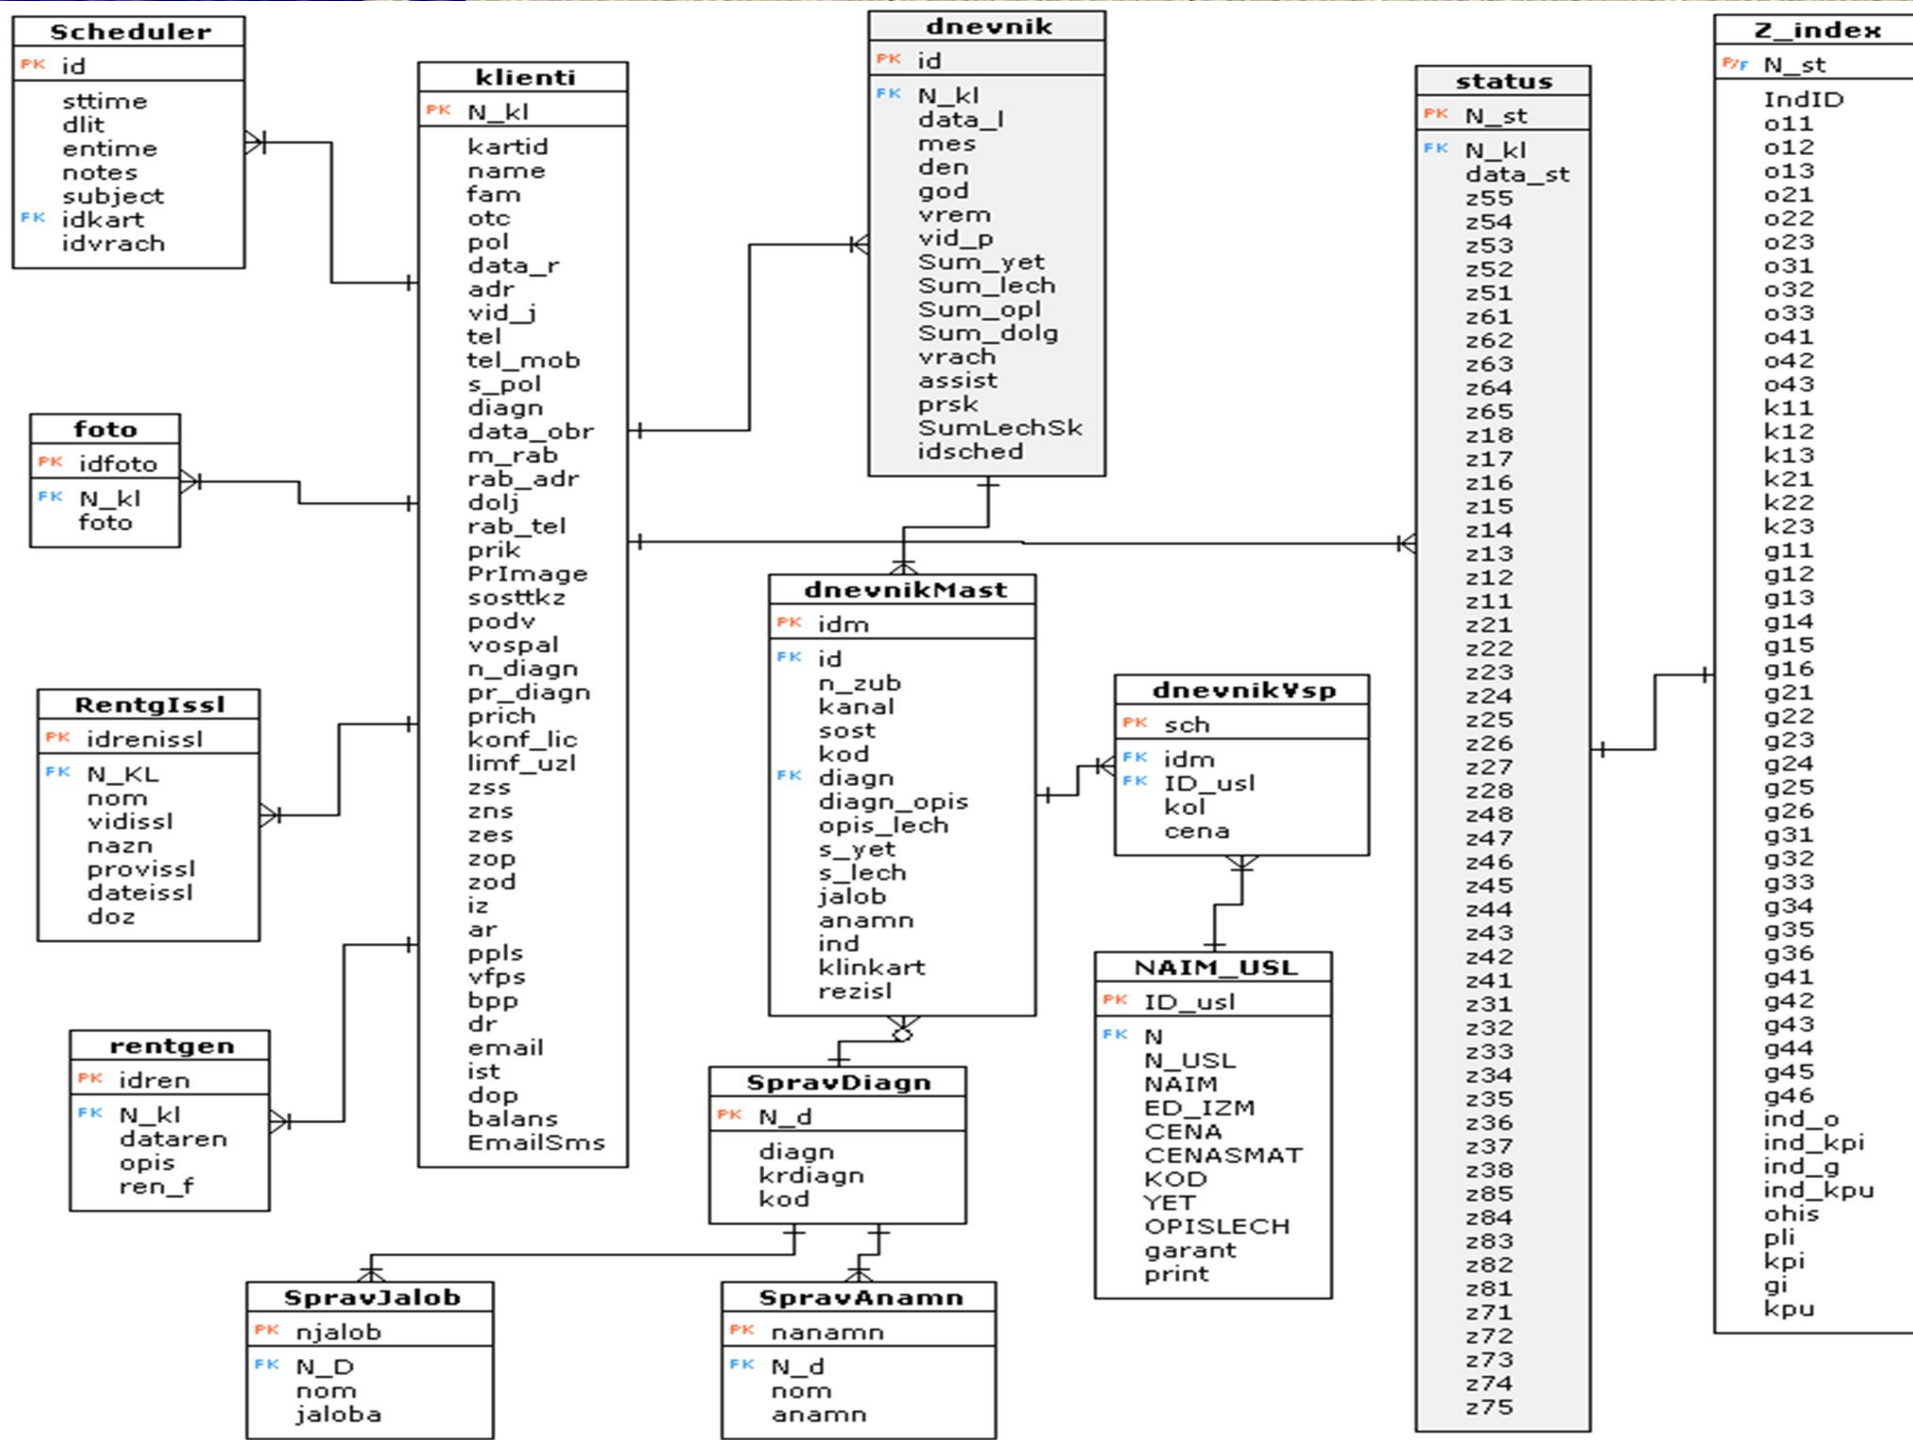 Scheduler
PK id
sttime
dlit
entime
notes
subject
FK idkart
idvrach
foto
PK idfoto
FK N_kl
foto
RentgIssl
PK idrenissl
FK N_KL
nom
vidissl
nazn
provissl
dateissl
doz
rentgen
PK idren
FK N_kl
dataren
opis
ren_f
klienti
PK N_kl
kartid
name
fam
otc
pol
data_r
adr
vid_j
tel
tel_mob
s_pol
diagn
data_obr
m_rab
rab_adr
dolj
rab_tel
prik
PrImage
sosttkz
podv
vospal
n_diagn
pr_diagn
prich
konf_lic
limf_uzl
zss
zns
zes
zop
zod
iz
ar
ppls
vfps
bpp
dr
email
ist
dop
balans
EmailSms
dnevnik
PK id
FK N_kl
data_l
mes
den
god
vrem
vid_p
Sum_yet
Sum_lech
Sum_opl
Sum_dolg
vrach
assist
prsk
SumLechSk
idsched
dnevnikMast
PK idm
FK id
n_zub
kanal
sost
kod
FK diagn
diagn_opis
opis_lech
s_yet
s_lech
jalob
anamn
ind
klinkart
rezisl
dnevnikVsp
PK sch
FK idm
FK ID_usl
kol
cena
NAIM_USL
PK ID_usl
FK N
N_USL
NAIM
ED_IZM
CENA
CENASMAT
KOD
YET
OPISLECH
garant
print
SpravDiagn
PK N_d
diagn
krdiagn
kod
SpravJalob
PK njalob
FK N_D
nom
jaloba
SpravAnamn
PK nanamn
FK N_d
nom
anamn
status
PK N_st
FK N_kl
data_st
z55
z54
z53
z52
z51
z61
z62
z63
z64
z65
z18
z17
z16
z15
z14
z13
z12
z11
z21
z22
z23
z24
z25
z26
z27
z28
z48
z47
z46
z45
z44
z43
z42
z41
z31
z32
z33
z34
z35
z36
z37
z38
z85
z84
z83
z82
z81
z71
z72
z73
z74
z75
Z_index
P/F N_st
IndID
o11
o12
o13
o21
o22
o23
o31
o32
o33
o41
o42
o43
k11
k12
k13
k21
k22
k23
g11
g12
g13
g14
g15
g16
g21
g22
g23
g24
g25
g26
g31
g32
g33
g34
g35
g36
g41
g42
g43
g44
g45
g46
ind_o
ind_kpi
ind_g
ind_kpu
ohis
pli
kpi
gi
kpu